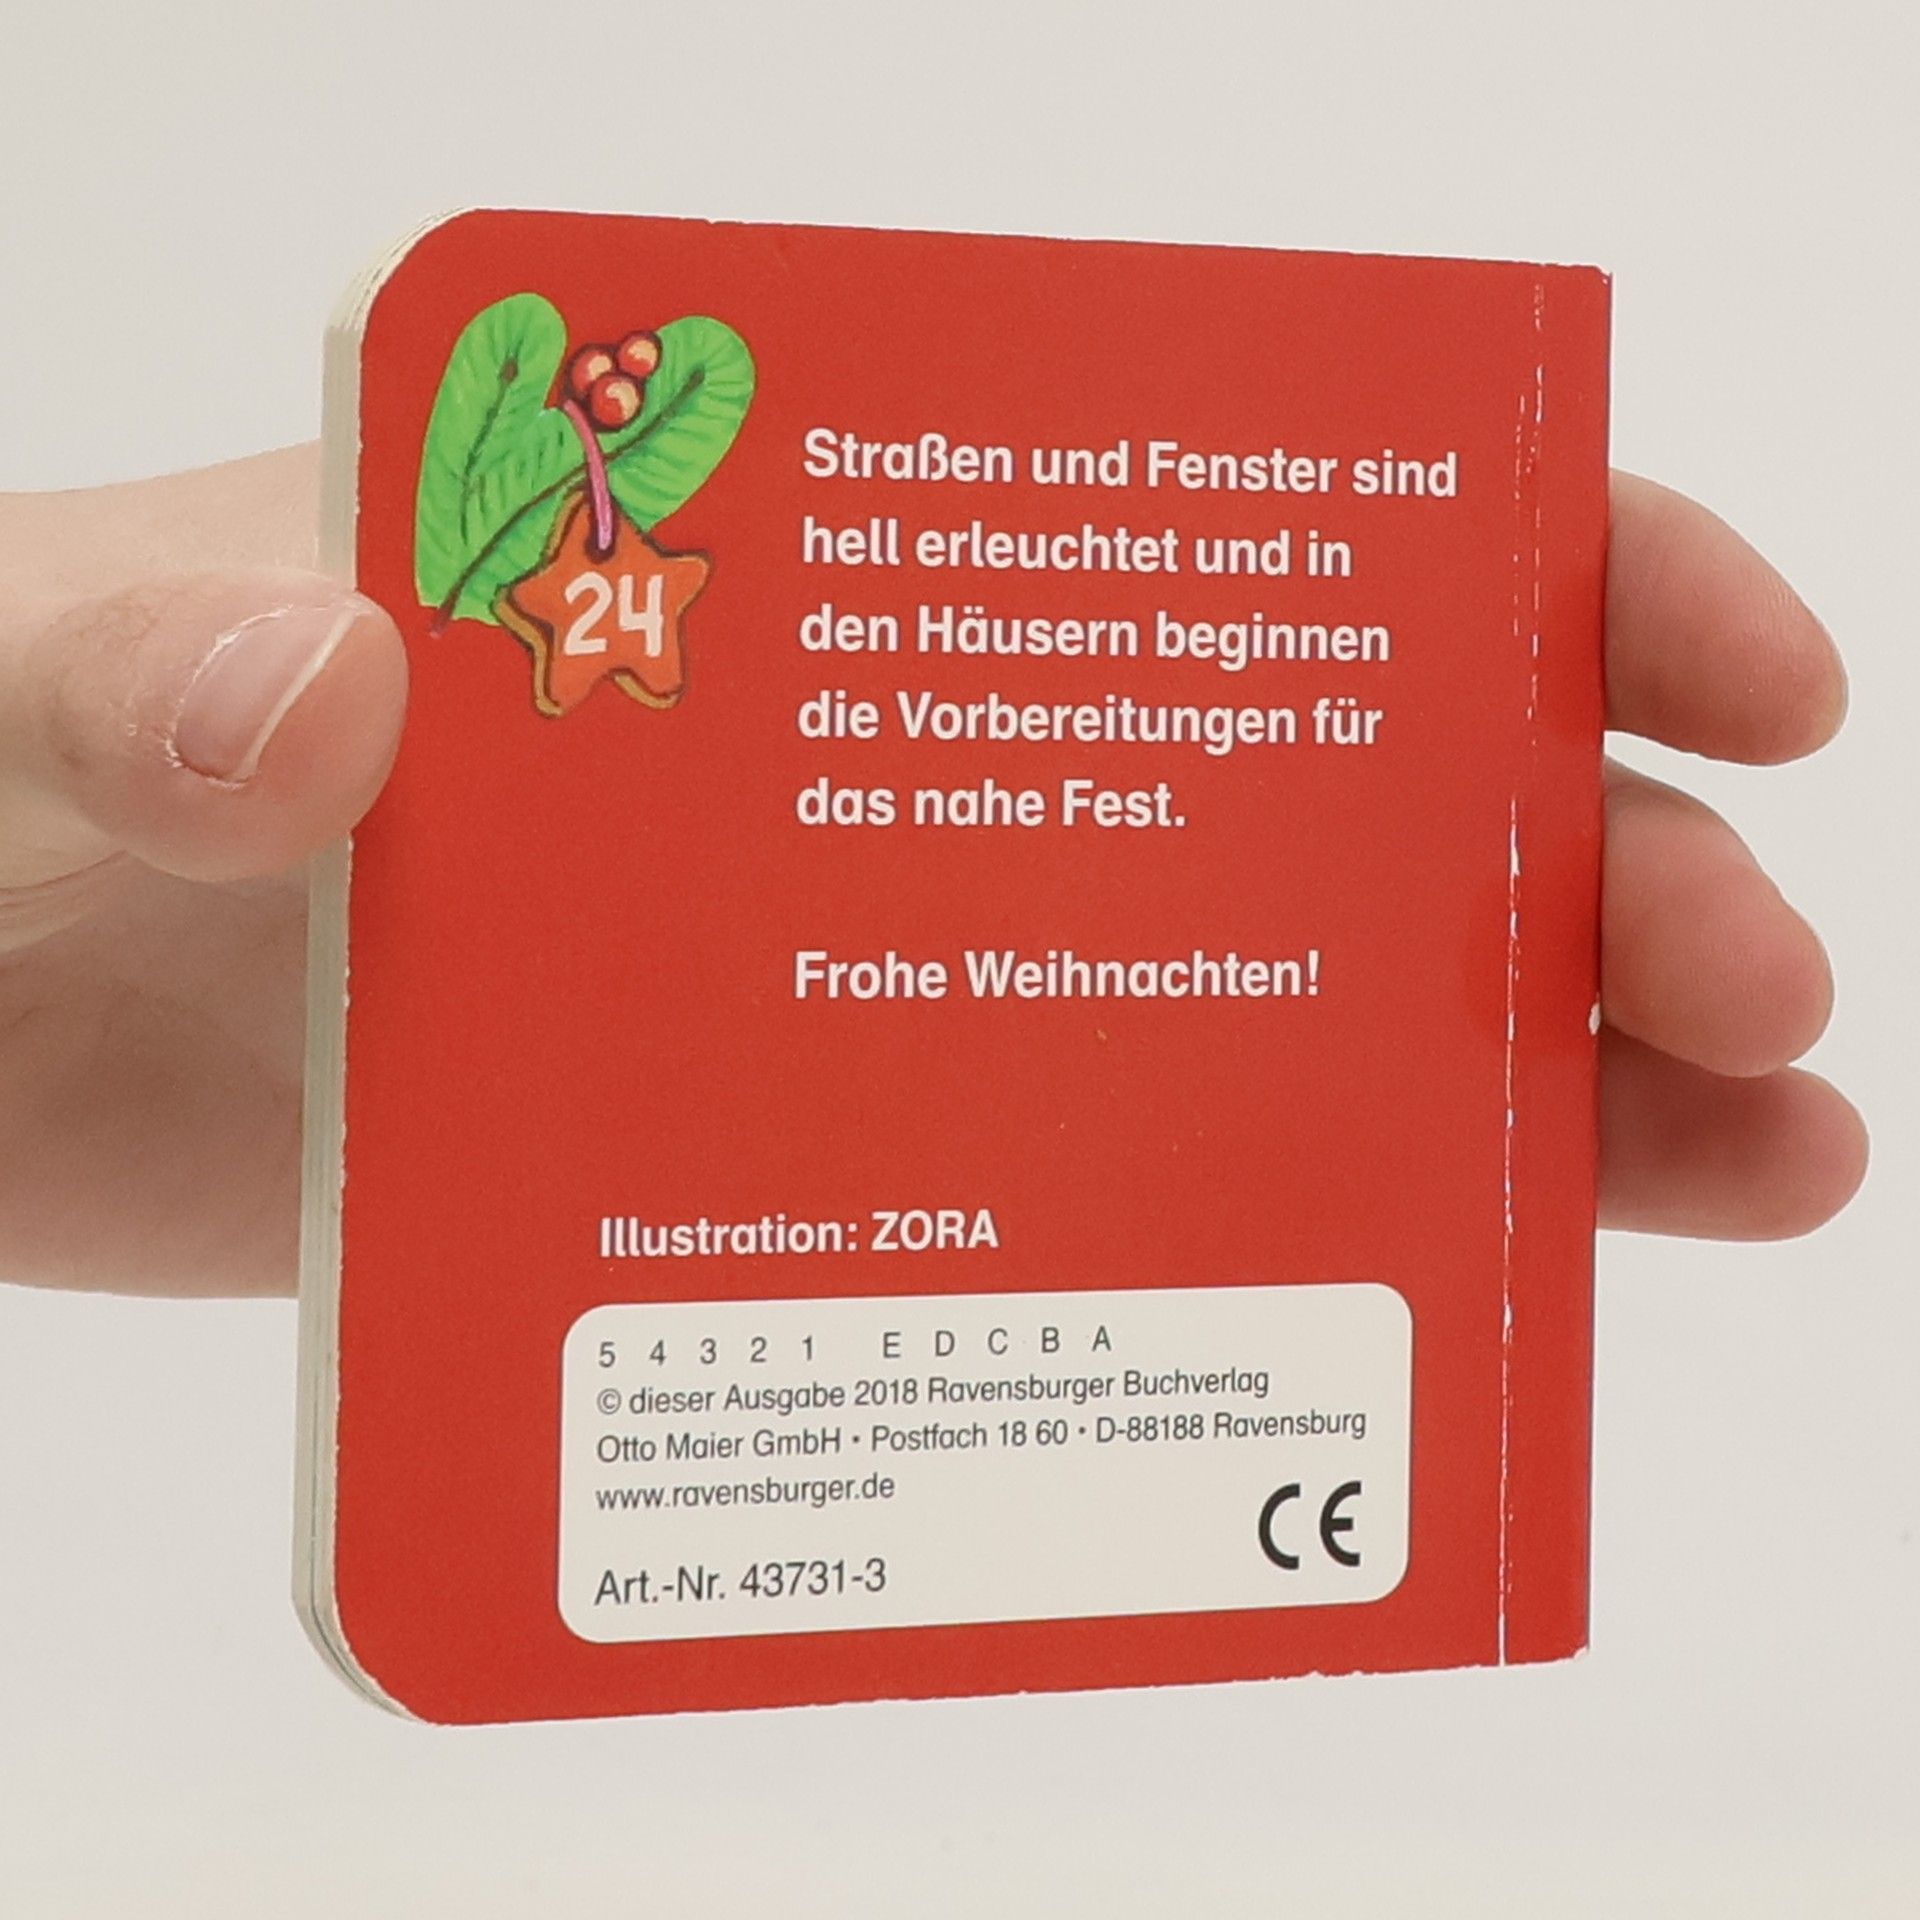 24
Straßen und Fenster sind
hell erleuchtet und in
den Häusern beginnen
die Vorbereitungen für
das nahe Fest.
Frohe Weihnachten!
Illustration: ZORA
5 4 3 2 1 E D C B A
© dieser Ausgabe 2018 Ravensburger Buchverlag
Otto Maier GmbH • Postfach 18 60 • D-88188 Ravensburg
www.ravensburger.de
CE
Art.-Nr. 43731-3